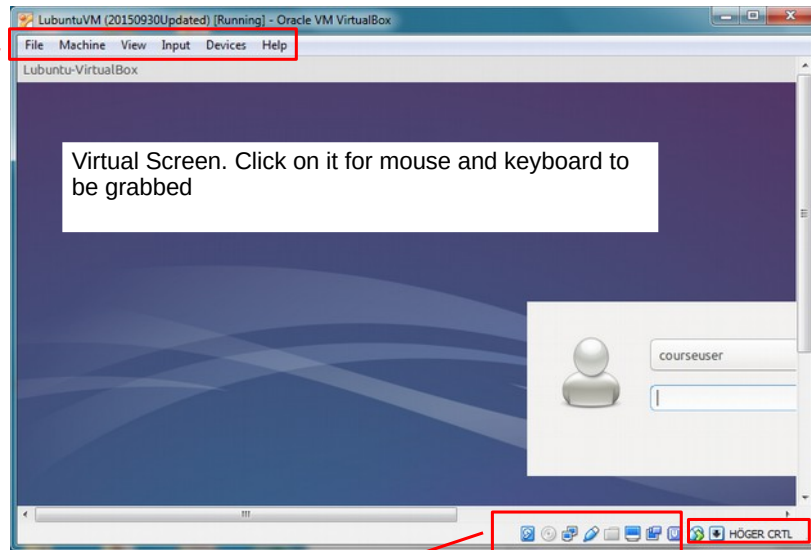 LubuntuVM (20150930Updated) [Running] - Oracle VM VirtualBox
File Machine View Input Devices Help
Lubuntu-VirtualBox
Virtual Screen. Click on it for mouse and keyboard to
be grabbed
courseuser
HÖGER CRTL